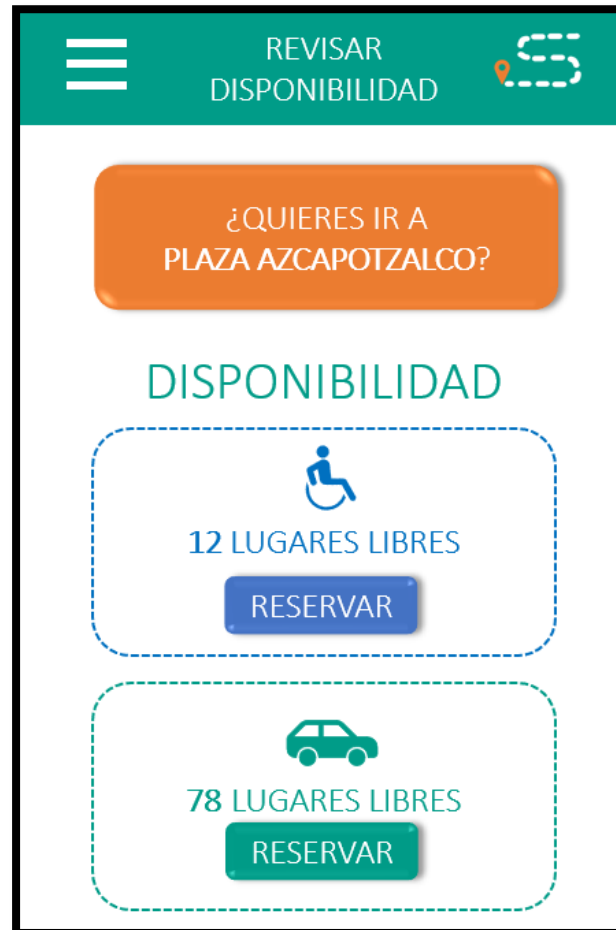 REVISAR
DISPONIBILIDAD
¿QUIERES IR A
PLAZA AZCAPOTZALCO?
DISPONIBILIDAD
12 LUGARES LIBRES
RESERVAR
78 LUGARES LIBRES
RESERVAR